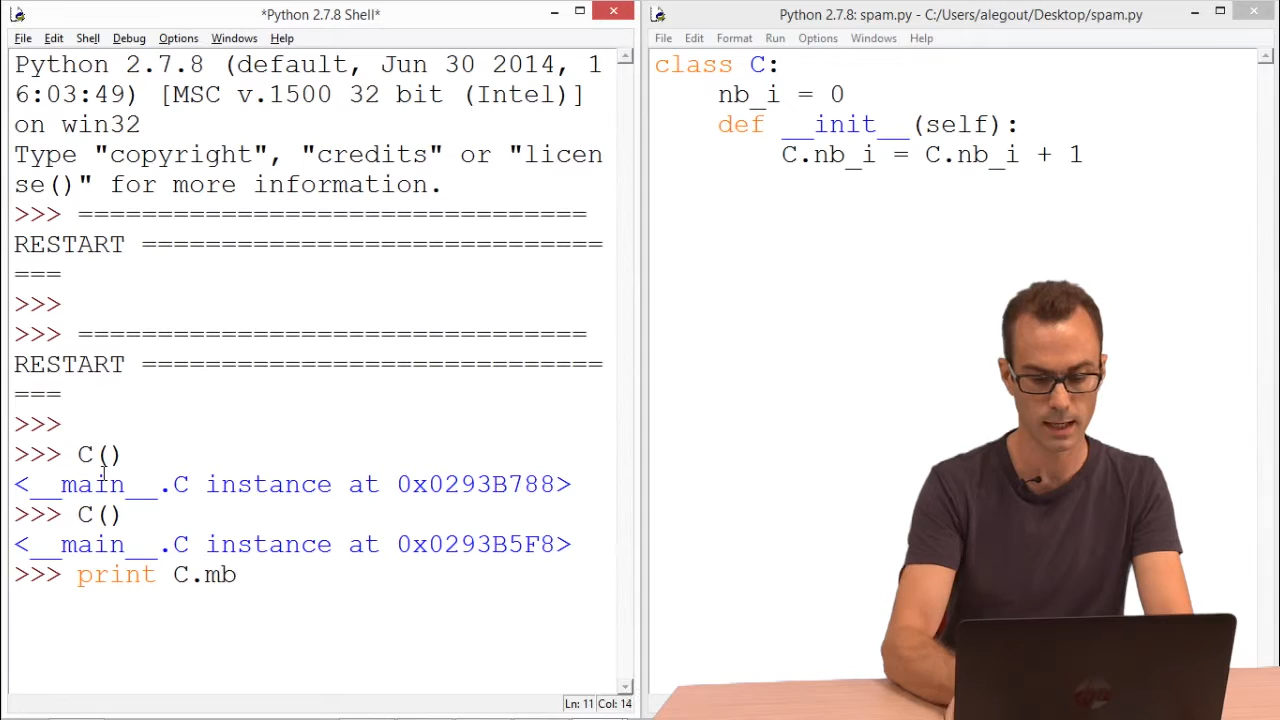 *Python 2.7.8 Shell*
File Edit Shell Debug Options Windows Help
Python 2.7.8 (default, Jun 30 2014, 1
6:03:49) [MSC v.1500 32 bit (Intel)]
on win32
Type "copyright", "credits" or "licen
se()" for more information.
>>> ================================
RESTART =============================
===
>>>
>>> ================================
RESTART =============================
===
>>>
>>> C()
<__main__.C instance at 0x0293B788>
>>> C()
<__main__.C instance at 0x0293B5F8>
>>> print C.mb
Ln: 11 Col: 14
Python 2.7.8: spam.py - C:/Users/alegout/Desktop/spam.py
File Edit Format Run Options Windows Help
class C:
nb_i = 0
def __init__(self):
C.nb_i = C.nb_i + 1